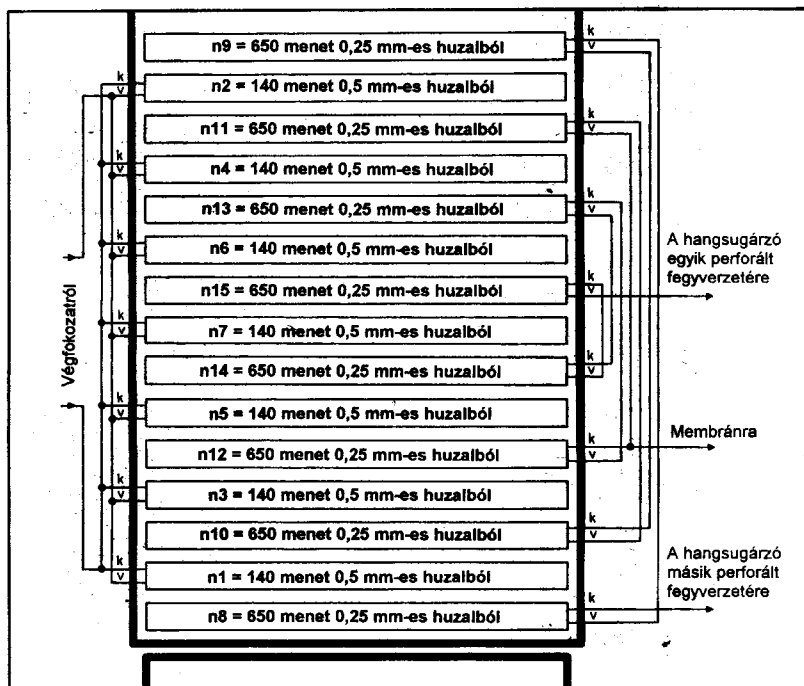 n9 = 650 menet 0,25 mm-es huzalból
k
v
n2 = 140 menet 0,5 mm-es huzalból
k
v
n11 = 650 menet 0,25 mm-es huzalból
k
v
n4 = 140 menet 0,5 mm-es huzalból
k
v
n13 = 650 menet 0,25 mm-es huzalból
k
v
n6 = 140 menet 0,5 mm-es huzalból
k
v
A hangsugárzó
egyik perforált
fegyverzetére
n15 = 650 menet 0,25 mm-es huzalból
k
v
Végfokozatról
n7 = 140 menet 0,5 mm-es huzalból
k
v
n14 = 650 menet 0,25 mm-es huzalból
k
v
n5 = 140 menet 0,5 mm-es huzalból
k
v
n12 = 650 menet 0,25 mm-es huzalból
k
v
Membránra
n3 = 140 menet 0,5 mm-es huzalból
k
v
n10 = 650 menet 0,25 mm-es huzalból
k
v
n1 = 140 menet 0,5 mm-es huzalból
k
v
A hangsugárzó
másik perforált
fegyverzetére
n8 = 650 menet 0,25 mm-es huzalból
k
v